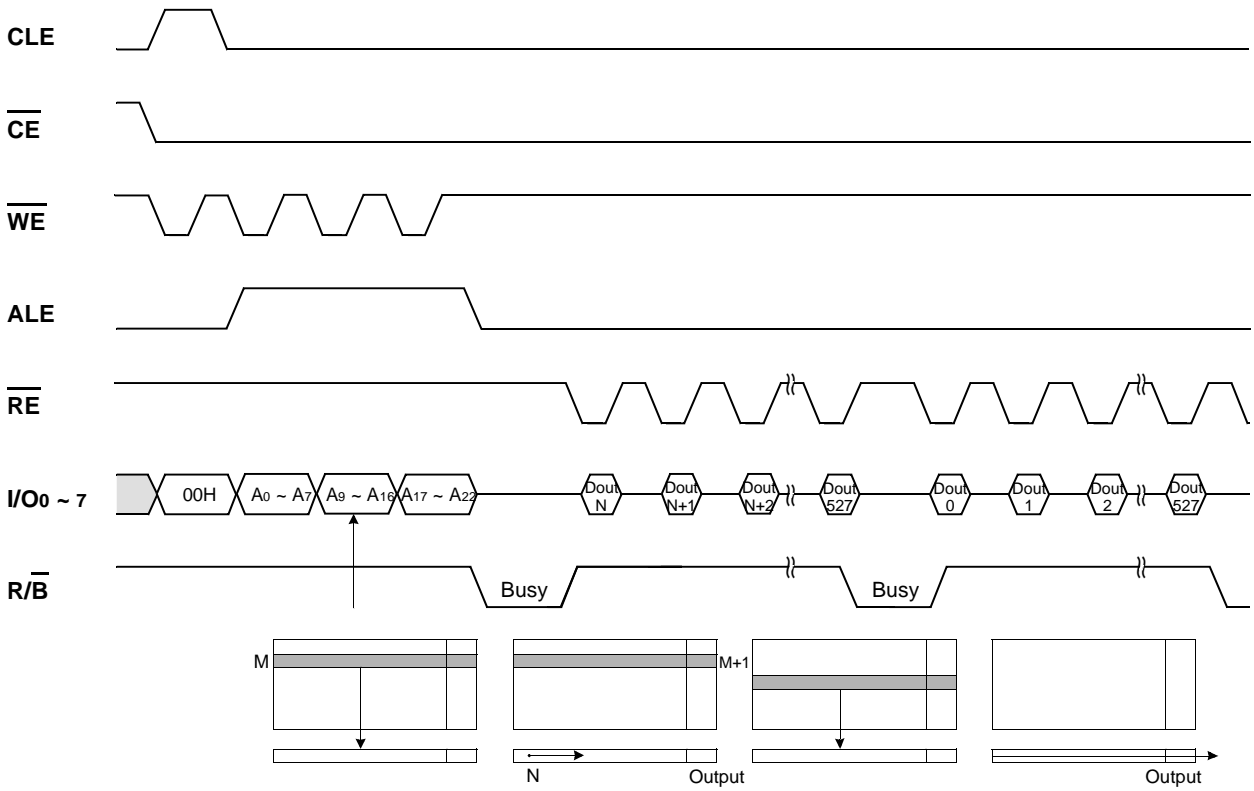 CLE
CE
WE
ALE
RE
I/O0 ~ 7
00H
A0 ~ A7
A9 ~ A16
A17 ~ A22
Dout
N
Dout
N+1
Dout
N+2
Dout
527
Dout
0
Dout
1
Dout
2
Dout
527
R/B
Busy
Busy
M
M+1
N
Output
Output